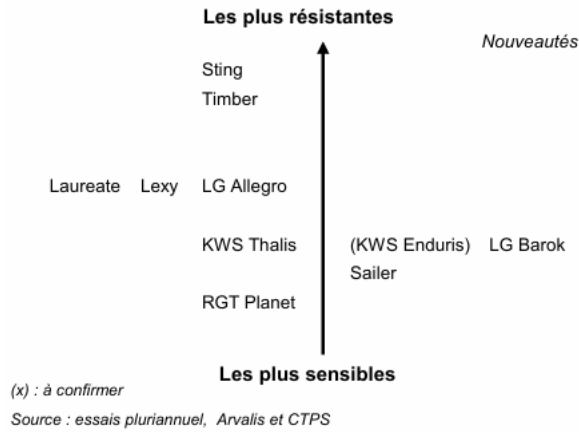 Les plus résistantes
Nouveautés
Sting
Timber
Laureate Lexy LG Allegro
KWS Thalis (KWS Enduris) LG Barok
Sailer
RGT Planet
Les plus sensibles
(x) : à confirmer
Source : essais pluriannuel, Arvalis et CTPS